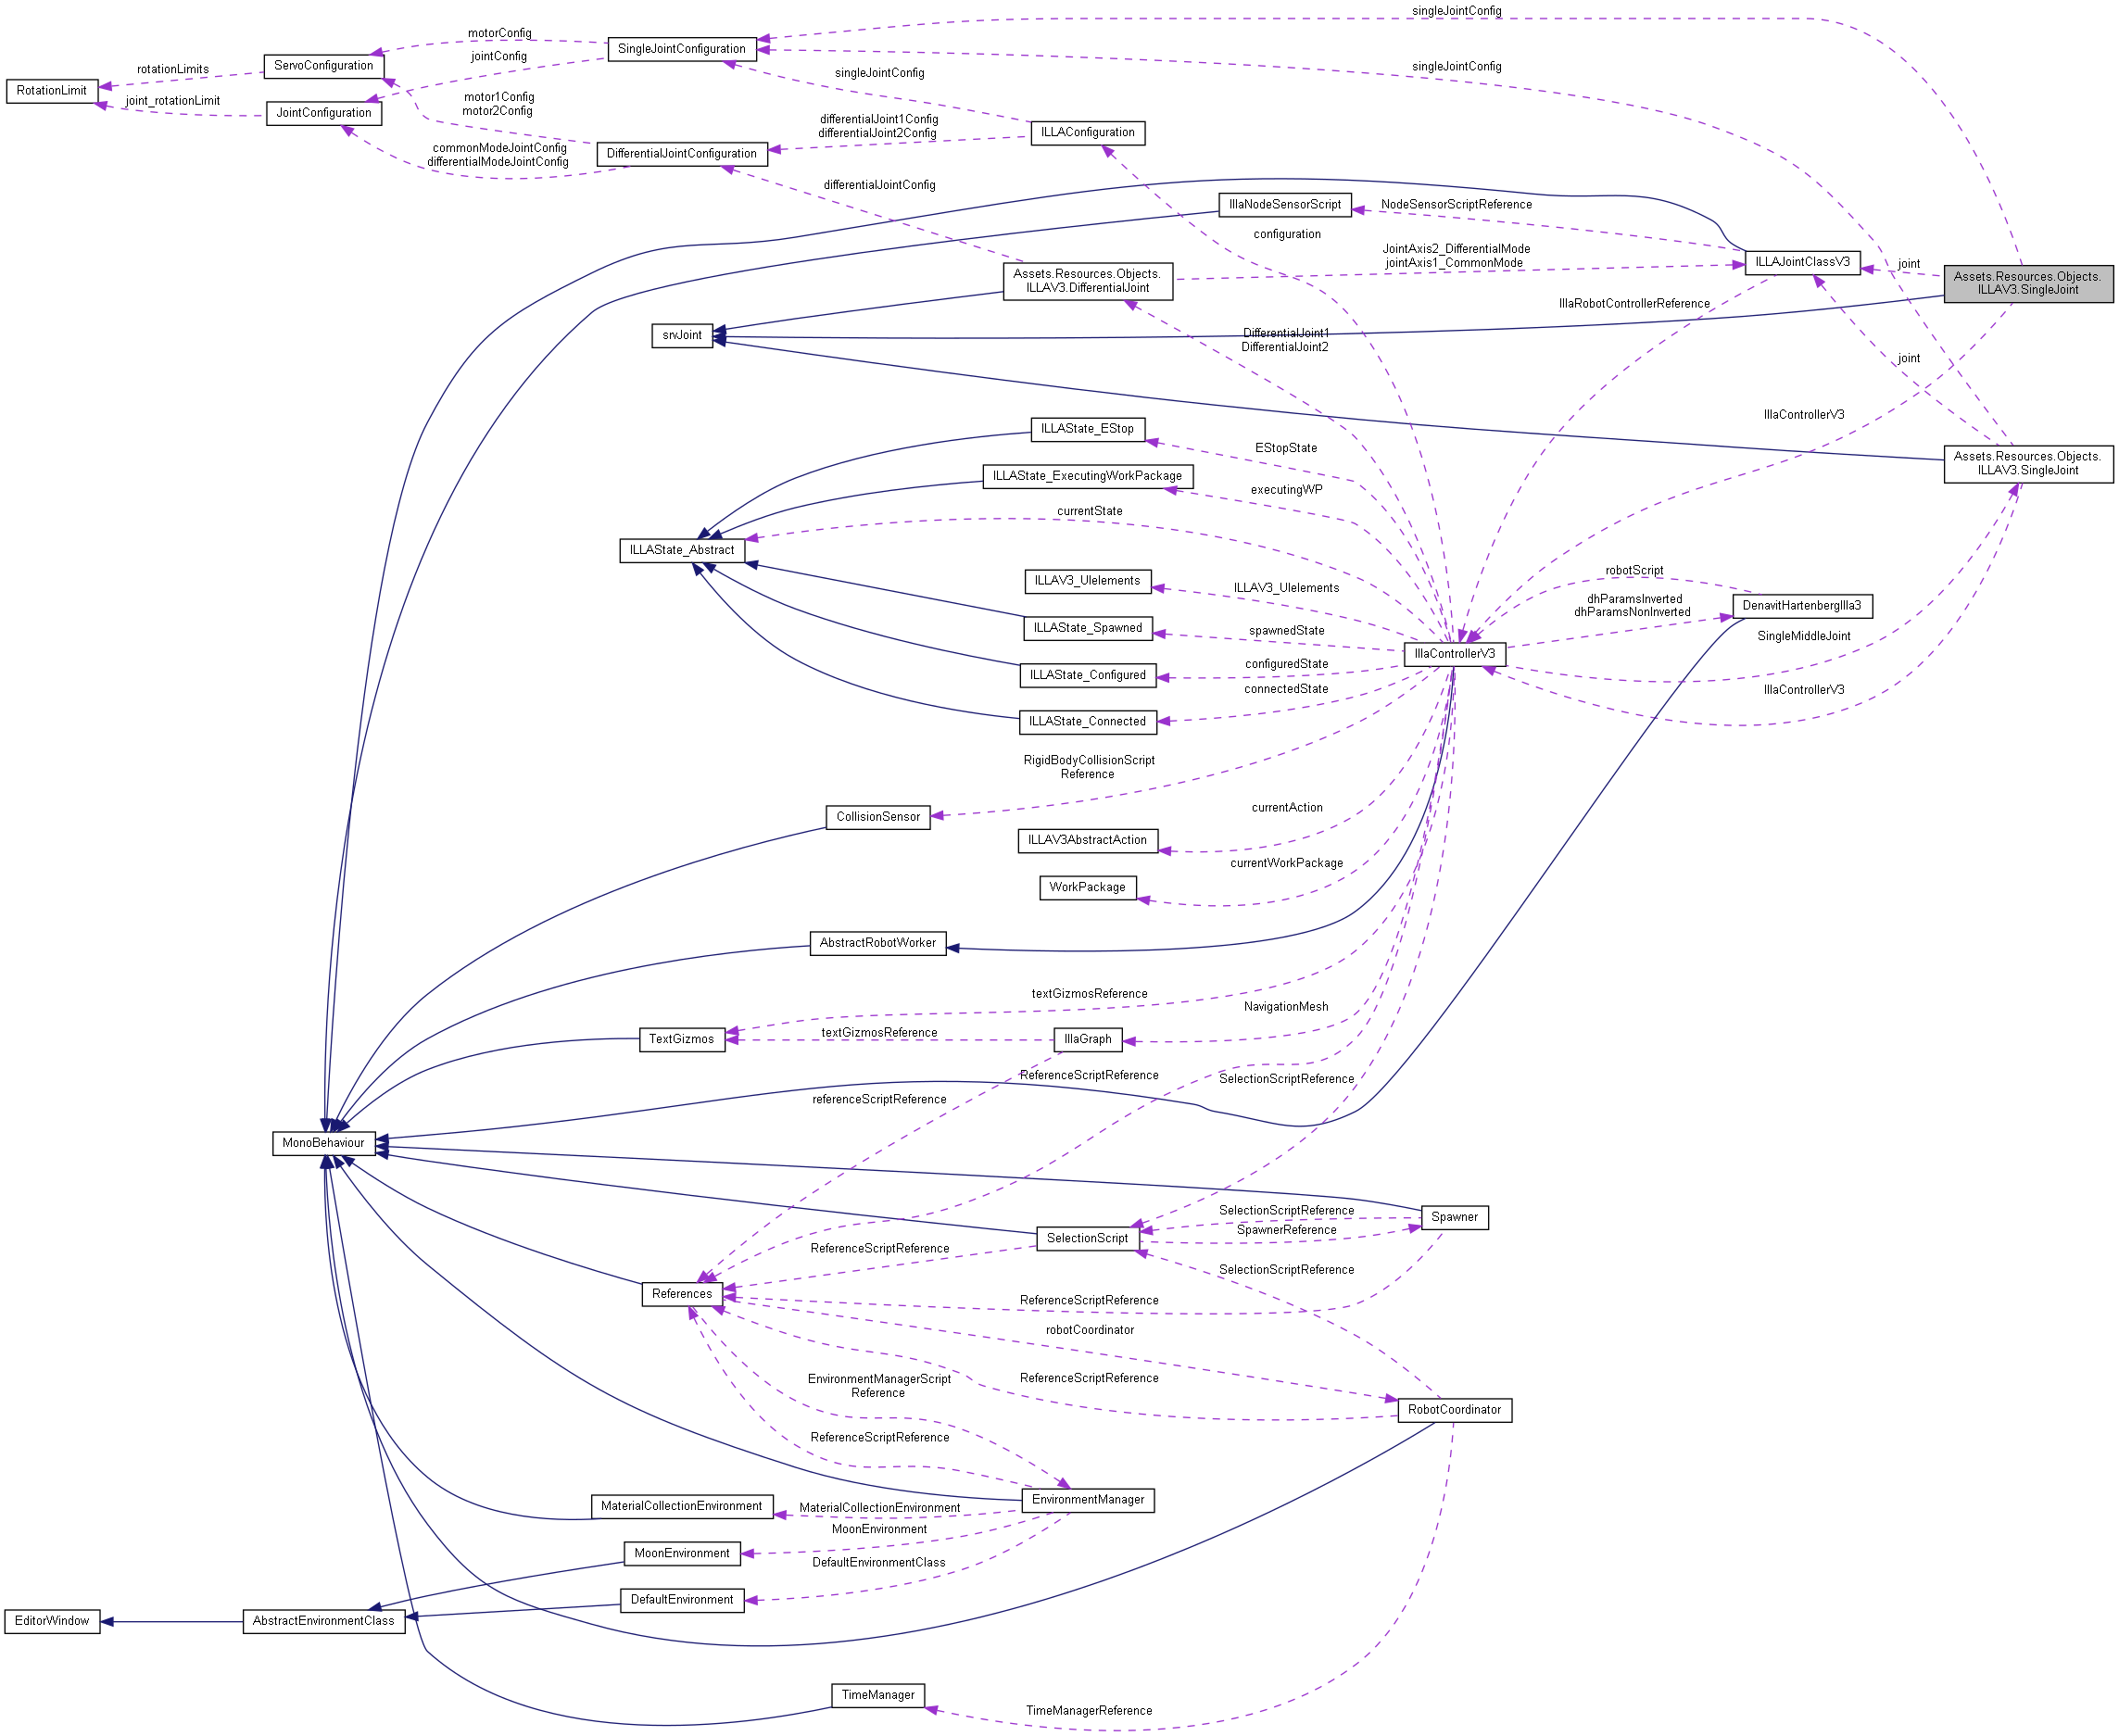 singleJointConfig
motorConfig
SingleJointConfiguration
jointConfig
ServoConfiguration
rotationLimits
singleJointConfig
singleJointConfig
RotationLimit
joint_rotationLimit
JointConfiguration
motor1Config
motor2Config
differentialJoint1Config
differentialJoint2Config
ILLAConfiguration
commonModeJointConfig
differentialModeJointConfig
DifferentialJointConfiguration
differentialJointConfig
IllaNodeSensorScript
NodeSensorScriptReference
configuration
JointAxis2_DifferentialMode
jointAxis1_CommonMode
ILLAJointClassV3
joint
Assets.Resources.Objects.
ILLAV3.SingleJoint
Assets.Resources.Objects.
ILLAV3.DifferentialJoint
IllaRobotControllerReference
srvJoint
DifferentialJoint1
DifferentialJoint2
joint
IllaControllerV3
ILLAState_EStop
EStopState
Assets.Resources.Objects.
ILLAV3.SingleJoint
ILLAState_ExecutingWorkPackage
executingWP
currentState
ILLAState_Abstract
ILLAV3_UIelements
ILLAV3_UIelements
robotScript
dhParamsInverted
dhParamsNonInverted
DenavitHartenbergIlla3
ILLAState_Spawned
spawnedState
SingleMiddleJoint
IllaControllerV3
ILLAState_Configured
configuredState
connectedState
IllaControllerV3
ILLAState_Connected
RigidBodyCollisionScript
Reference
CollisionSensor
currentAction
ILLAV3AbstractAction
currentWorkPackage
WorkPackage
AbstractRobotWorker
textGizmosReference
NavigationMesh
TextGizmos
textGizmosReference
IllaGraph
ReferenceScriptReference
SelectionScriptReference
referenceScriptReference
MonoBehaviour
SelectionScriptReference
Spawner
SpawnerReference
SelectionScript
ReferenceScriptReference
SelectionScriptReference
References
ReferenceScriptReference
robotCoordinator
EnvironmentManagerScript
Reference
ReferenceScriptReference
RobotCoordinator
ReferenceScriptReference
EnvironmentManager
MaterialCollectionEnvironment
MaterialCollectionEnvironment
MoonEnvironment
MoonEnvironment
DefaultEnvironmentClass
DefaultEnvironment
EditorWindow
AbstractEnvironmentClass
TimeManager
TimeManagerReference